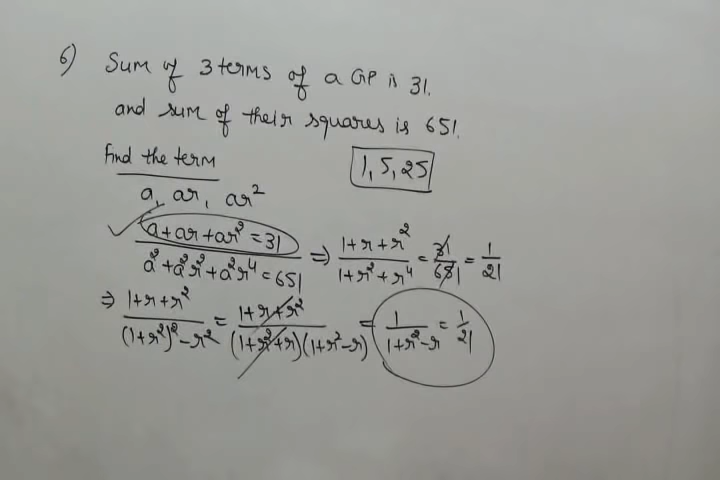 6) Sum of 3 terms of a GP is 31.
and sum of their squares is 651.
find the term
1, 5, 25
a, ar, ar²
a+ar+ar²=31
a²+a²r²+a²r⁴=651 ⇒ (1+r+r²)/(1+r²+r⁴) = 31/651 = 1/21
⇒ (1+r+r²)/((1+r²)²-r²) = (1+r+r²)/((1+r²+r)(1+r²-r)) = 1/(1+r²-r) = 1/21